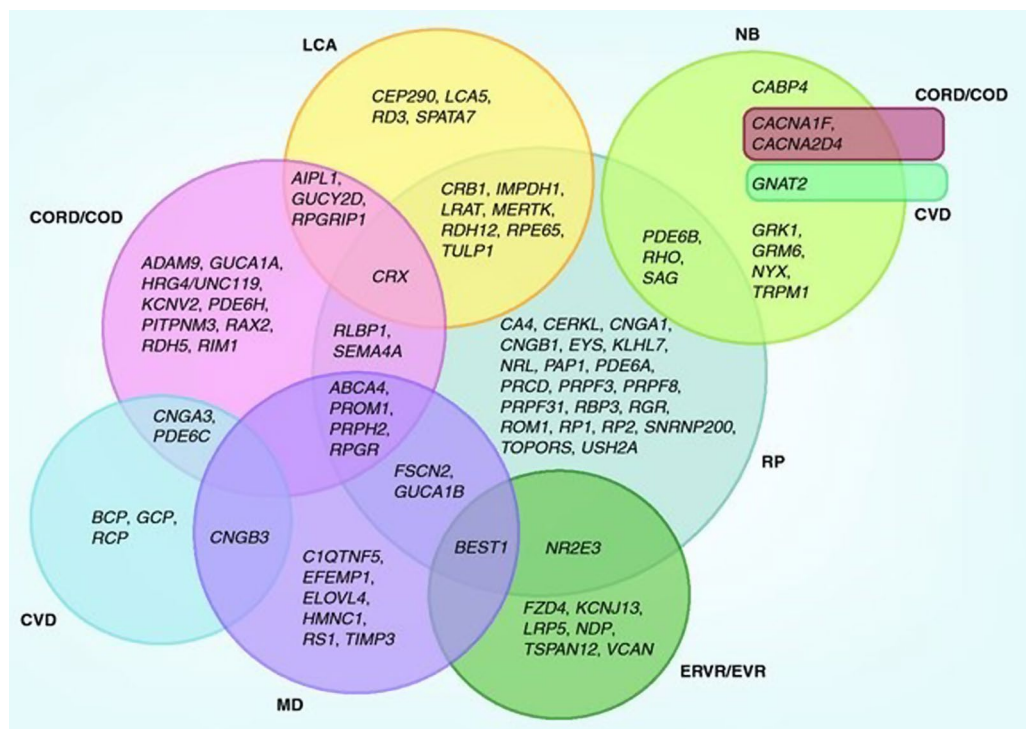 LCA
CEP290, LCA5,
RD3, SPATA7
NB
CABP4
CORD/COD
CACNA1F,
CACNA2D4
GNAT2
CVD
GRK1,
GRM6,
NYX,
TRPM1
PDE6B,
RHO,
SAG
AIPL1,
GUCY2D,
RPGRIP1
CRB1, IMPDH1,
LRAT, MERTK,
RDH12, RPE65,
TULP1
CORD/COD
ADAM9, GUCA1A,
HRG4/UNC119,
KCNV2, PDE6H,
PITPNM3, RAX2,
RDH5, RIM1
CRX
RLBP1,
SEMA4A
CA4, CERKL, CNGA1,
CNGB1, EYS, KLHL7,
NRL, PAP1, PDE6A,
PRCD, PRPF3, PRPF8,
PRPF31, RBP3, RGR,
ROM1, RP1, RP2, SNRNP200,
TOPORS, USH2A
RP
ABCA4,
PROM1,
PRPH2,
RPGR
CNGA3,
PDE6C
FSCN2,
GUCA1B
BCP, GCP,
RCP
CNGB3
BEST1
NR2E3
C1QTNF5,
EFEMP1,
ELOVL4,
HMNC1,
RS1, TIMP3
FZD4, KCNJ13,
LRP5, NDP,
TSPAN12, VCAN
CVD
MD
ERVR/EVR